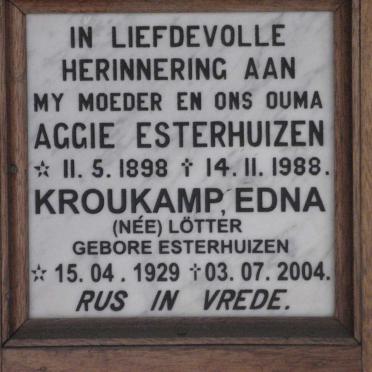 IN LIEFDEVOLLE
HERINNERING AAN
MY MOEDER EN ONS OUMA
AGGIE ESTERHUIZEN
☆ 11.5.1898 ✝ 14.11.1988.
KROUKAMP, EDNA
(NÉE) LÖTTER
GEBORE ESTERHUIZEN
☆ 15.04.1929 ✝ 03.07.2004.
RUS IN VREDE.